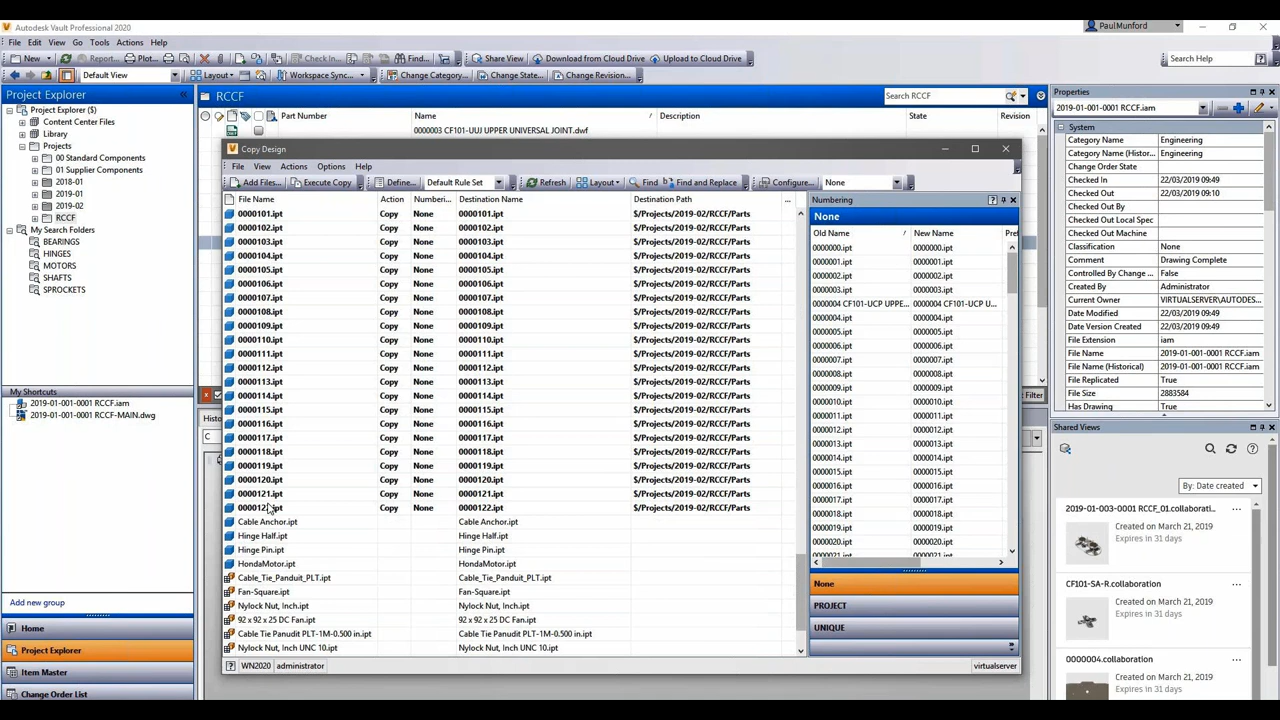 Autodesk Vault Professional 2020
PaulMunford
File Edit View Go Tools Actions Help
New Report... Plot... Check In... Find... Share View Download from Cloud Drive Upload to Cloud Drive
Search Help
Default View Layout Workspace Sync... Change Category... Change State... Change Revision...
Project Explorer
Project Explorer ($)
Content Center Files
Library
Projects
00 Standard Components
01 Supplier Components
2018-01
2019-01
2019-02
RCCF
My Search Folders
BEARINGS
HINGES
MOTORS
SHAFTS
SPROCKETS
My Shortcuts
2019-01-001-0001 RCCF.iam
2019-01-001-0001 RCCF-MAIN.dwg
Add new group
Home
Project Explorer
Item Master
Change Order List
RCCF
Search RCCF
Part Number Name Description State Revision
0000003 CF101-UUJ UPPER UNIVERSAL JOINT.dwf
Copy Design
File View Actions Options Help
Add Files... Execute Copy Define... Default Rule Set Refresh Layout Find Find and Replace Configure... None
File Name Action Numberi... Destination Name Destination Path ...
0000101.ipt Copy None 0000101.ipt $/Projects/2019-02/RCCF/Parts
0000102.ipt Copy None 0000102.ipt $/Projects/2019-02/RCCF/Parts
0000103.ipt Copy None 0000103.ipt $/Projects/2019-02/RCCF/Parts
0000104.ipt Copy None 0000104.ipt $/Projects/2019-02/RCCF/Parts
0000105.ipt Copy None 0000105.ipt $/Projects/2019-02/RCCF/Parts
0000106.ipt Copy None 0000106.ipt $/Projects/2019-02/RCCF/Parts
0000107.ipt Copy None 0000107.ipt $/Projects/2019-02/RCCF/Parts
0000108.ipt Copy None 0000108.ipt $/Projects/2019-02/RCCF/Parts
0000109.ipt Copy None 0000109.ipt $/Projects/2019-02/RCCF/Parts
0000110.ipt Copy None 0000110.ipt $/Projects/2019-02/RCCF/Parts
0000111.ipt Copy None 0000111.ipt $/Projects/2019-02/RCCF/Parts
0000112.ipt Copy None 0000112.ipt $/Projects/2019-02/RCCF/Parts
0000113.ipt Copy None 0000113.ipt $/Projects/2019-02/RCCF/Parts
0000114.ipt Copy None 0000114.ipt $/Projects/2019-02/RCCF/Parts
0000115.ipt Copy None 0000115.ipt $/Projects/2019-02/RCCF/Parts
0000116.ipt Copy None 0000116.ipt $/Projects/2019-02/RCCF/Parts
0000117.ipt Copy None 0000117.ipt $/Projects/2019-02/RCCF/Parts
0000118.ipt Copy None 0000118.ipt $/Projects/2019-02/RCCF/Parts
0000119.ipt Copy None 0000119.ipt $/Projects/2019-02/RCCF/Parts
0000120.ipt Copy None 0000120.ipt $/Projects/2019-02/RCCF/Parts
0000121.ipt Copy None 0000121.ipt $/Projects/2019-02/RCCF/Parts
0000122.ipt Copy None 0000122.ipt $/Projects/2019-02/RCCF/Parts
Cable Anchor.ipt Cable Anchor.ipt
Hinge Half.ipt Hinge Half.ipt
Hinge Pin.ipt Hinge Pin.ipt
HondaMotor.ipt HondaMotor.ipt
Cable_Tie_Panduit_PLT.ipt Cable_Tie_Panduit_PLT.ipt
Fan-Square.ipt Fan-Square.ipt
Nylock Nut, Inch.ipt Nylock Nut, Inch.ipt
92 x 92 x 25 DC Fan.ipt 92 x 92 x 25 DC Fan.ipt
Cable Tie Panudit PLT-1M-0.500 in.ipt Cable Tie Panudit PLT-1M-0.500 in.ipt
Nylock Nut, Inch UNC 10.ipt Nylock Nut, Inch UNC 10.ipt
WN2020 administrator virtualserver
Numbering
None
Old Name New Name Pref
0000000.ipt 0000000.ipt
0000001.ipt 0000001.ipt
0000002.ipt 0000002.ipt
0000003.ipt 0000003.ipt
0000004 CF101-UCP UPPE... 0000004 CF101-UCP U...
0000004.ipt 0000004.ipt
0000005.ipt 0000005.ipt
0000006.ipt 0000006.ipt
0000007.ipt 0000007.ipt
0000008.ipt 0000008.ipt
0000009.ipt 0000009.ipt
0000010.ipt 0000010.ipt
0000011.ipt 0000011.ipt
0000012.ipt 0000012.ipt
0000013.ipt 0000013.ipt
0000014.ipt 0000014.ipt
0000015.ipt 0000015.ipt
0000016.ipt 0000016.ipt
0000017.ipt 0000017.ipt
0000018.ipt 0000018.ipt
0000019.ipt 0000019.ipt
0000020.ipt 0000020.ipt
0000021.ipt 0000021.ipt
None
PROJECT
UNIQUE
Histor
C
Filter
Properties
2019-01-001-0001 RCCF.iam
System
Category Name Engineering
Category Name (Histor... Engineering
Change Order State
Checked In 22/03/2019 09:49
Checked Out 22/03/2019 09:10
Checked Out By
Checked Out Local Spec
Checked Out Machine
Classification None
Comment Drawing Complete
Controlled By Change ... False
Created By Administrator
Current Owner VIRTUALSERVER\AUTODES...
Date Modified 22/03/2019 09:49
Date Version Created 22/03/2019 09:49
File Extension iam
File Name 2019-01-001-0001 RCCF.iam
File Name (Historical) 2019-01-001-0001 RCCF.iam
File Replicated True
File Size 2883584
Has Drawing True
Shared Views
By: Date created
2019-01-003-0001 RCCF_01.collaborati...
Created on March 21, 2019
Expires in 31 days
CF101-SA-R.collaboration
Created on March 21, 2019
Expires in 31 days
0000004.collaboration
Created on March 21, 2019
Expires in 31 days